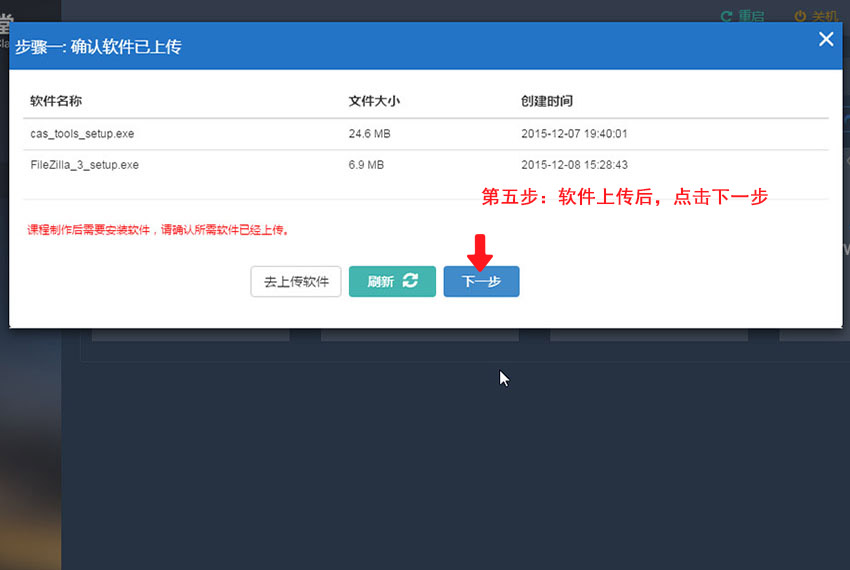 堂
重启 关机
步骤一: 确认软件已上传
软件名称 文件大小 创建时间
cas_tools_setup.exe 24.6 MB 2015-12-07 19:40:01
FileZilla_3_setup.exe 6.9 MB 2015-12-08 15:28:43
第五步：软件上传后，点击下一步
课程制作后需要安装软件，请确认所需软件已经上传。
去上传软件 刷新 下一步